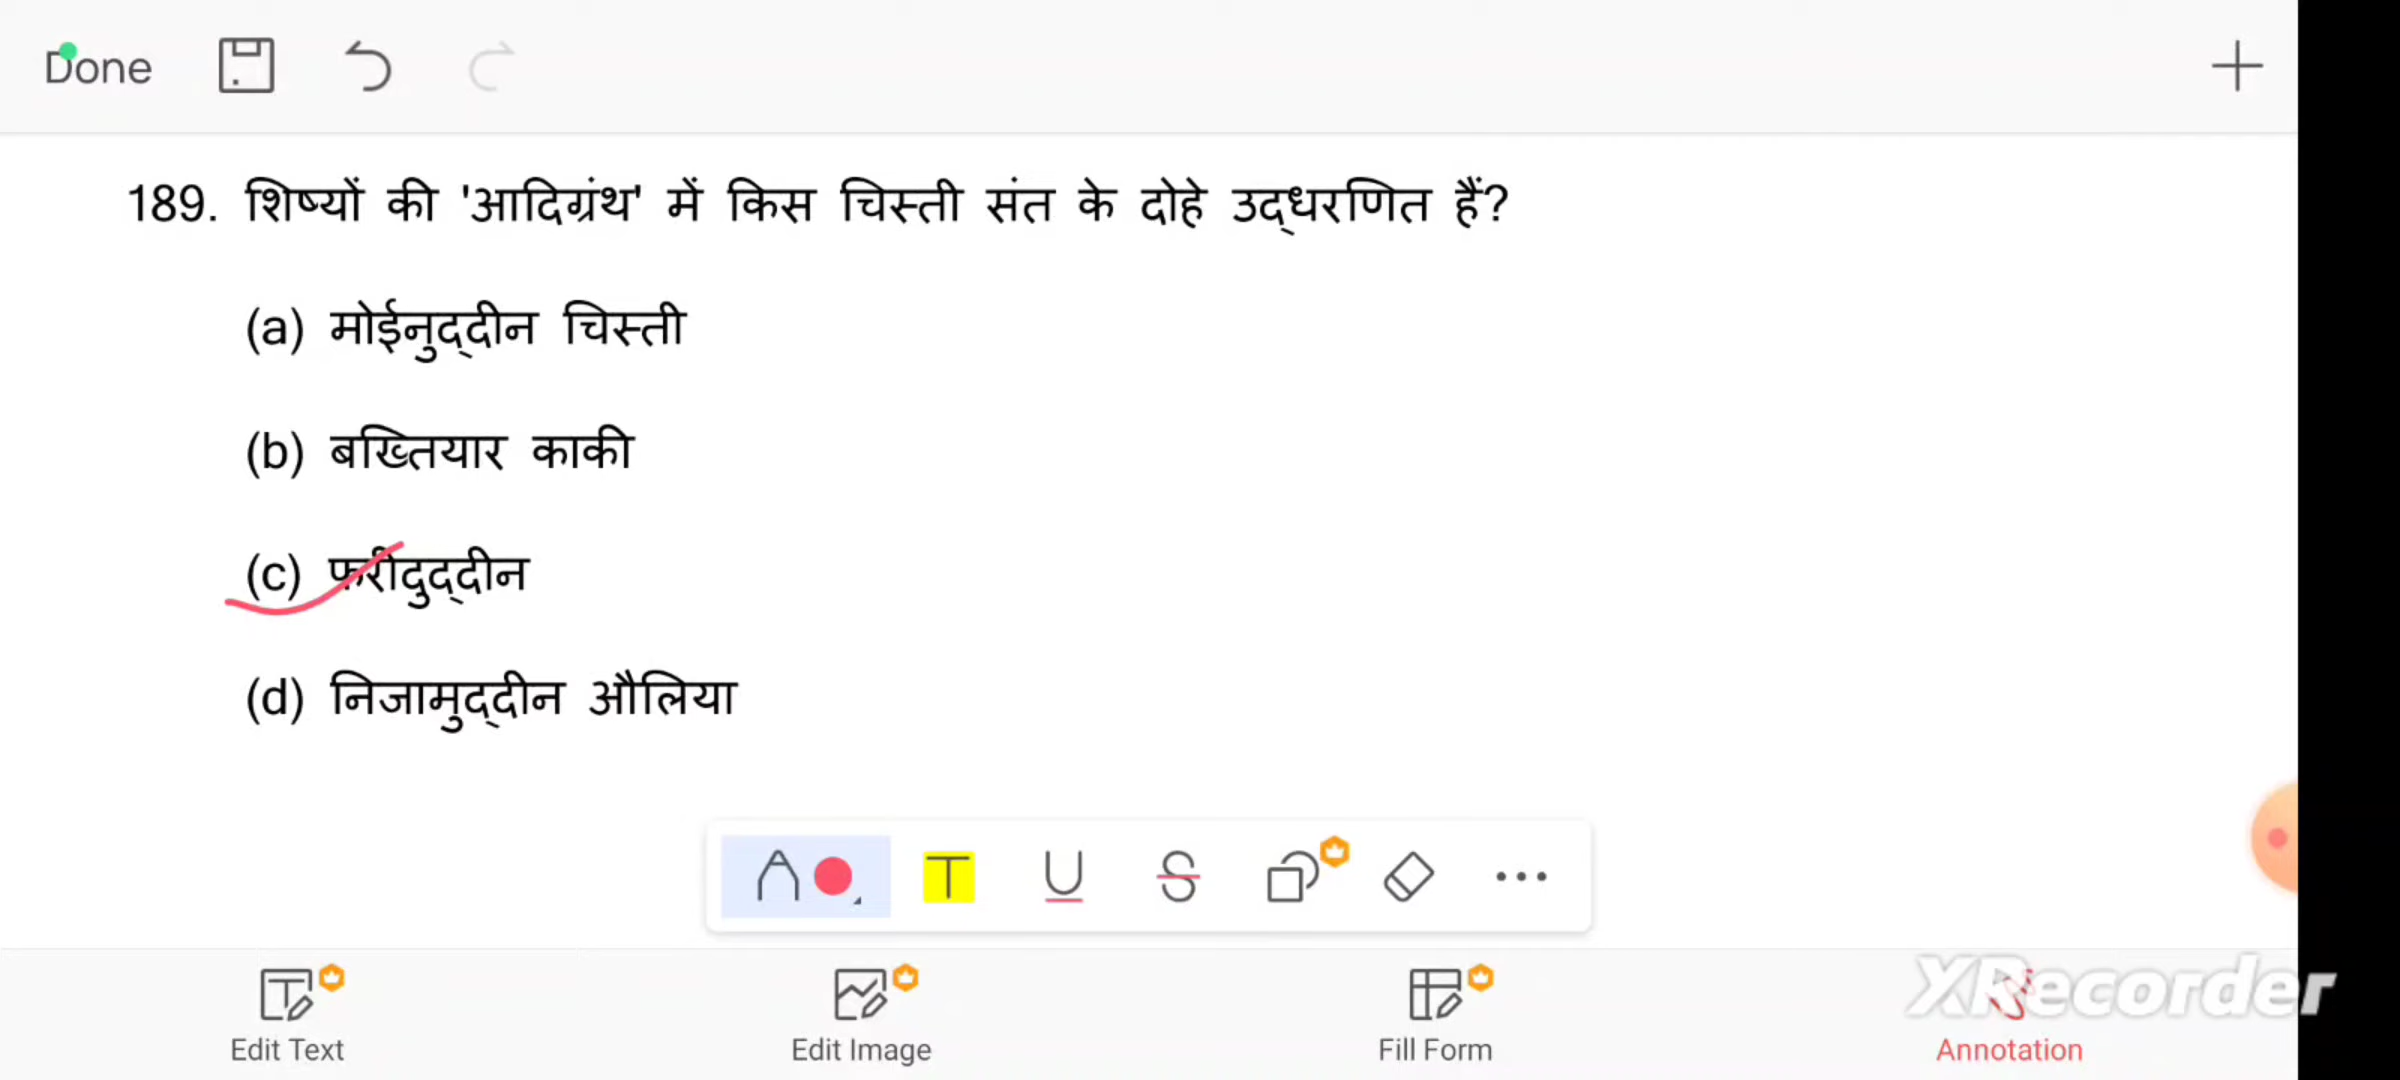 Done
189. शिष्यों की 'आदिग्रंथ' में किस चिस्ती संत के दोहे उद्धरणित हैं?
(a) मोईनुद्दीन चिस्ती
(b) बख्तियार काकी
(c) फरीदुद्दीन
(d) निजामुद्दीन औलिया
Edit Text
Edit Image
Fill Form
Annotation
XRecorder